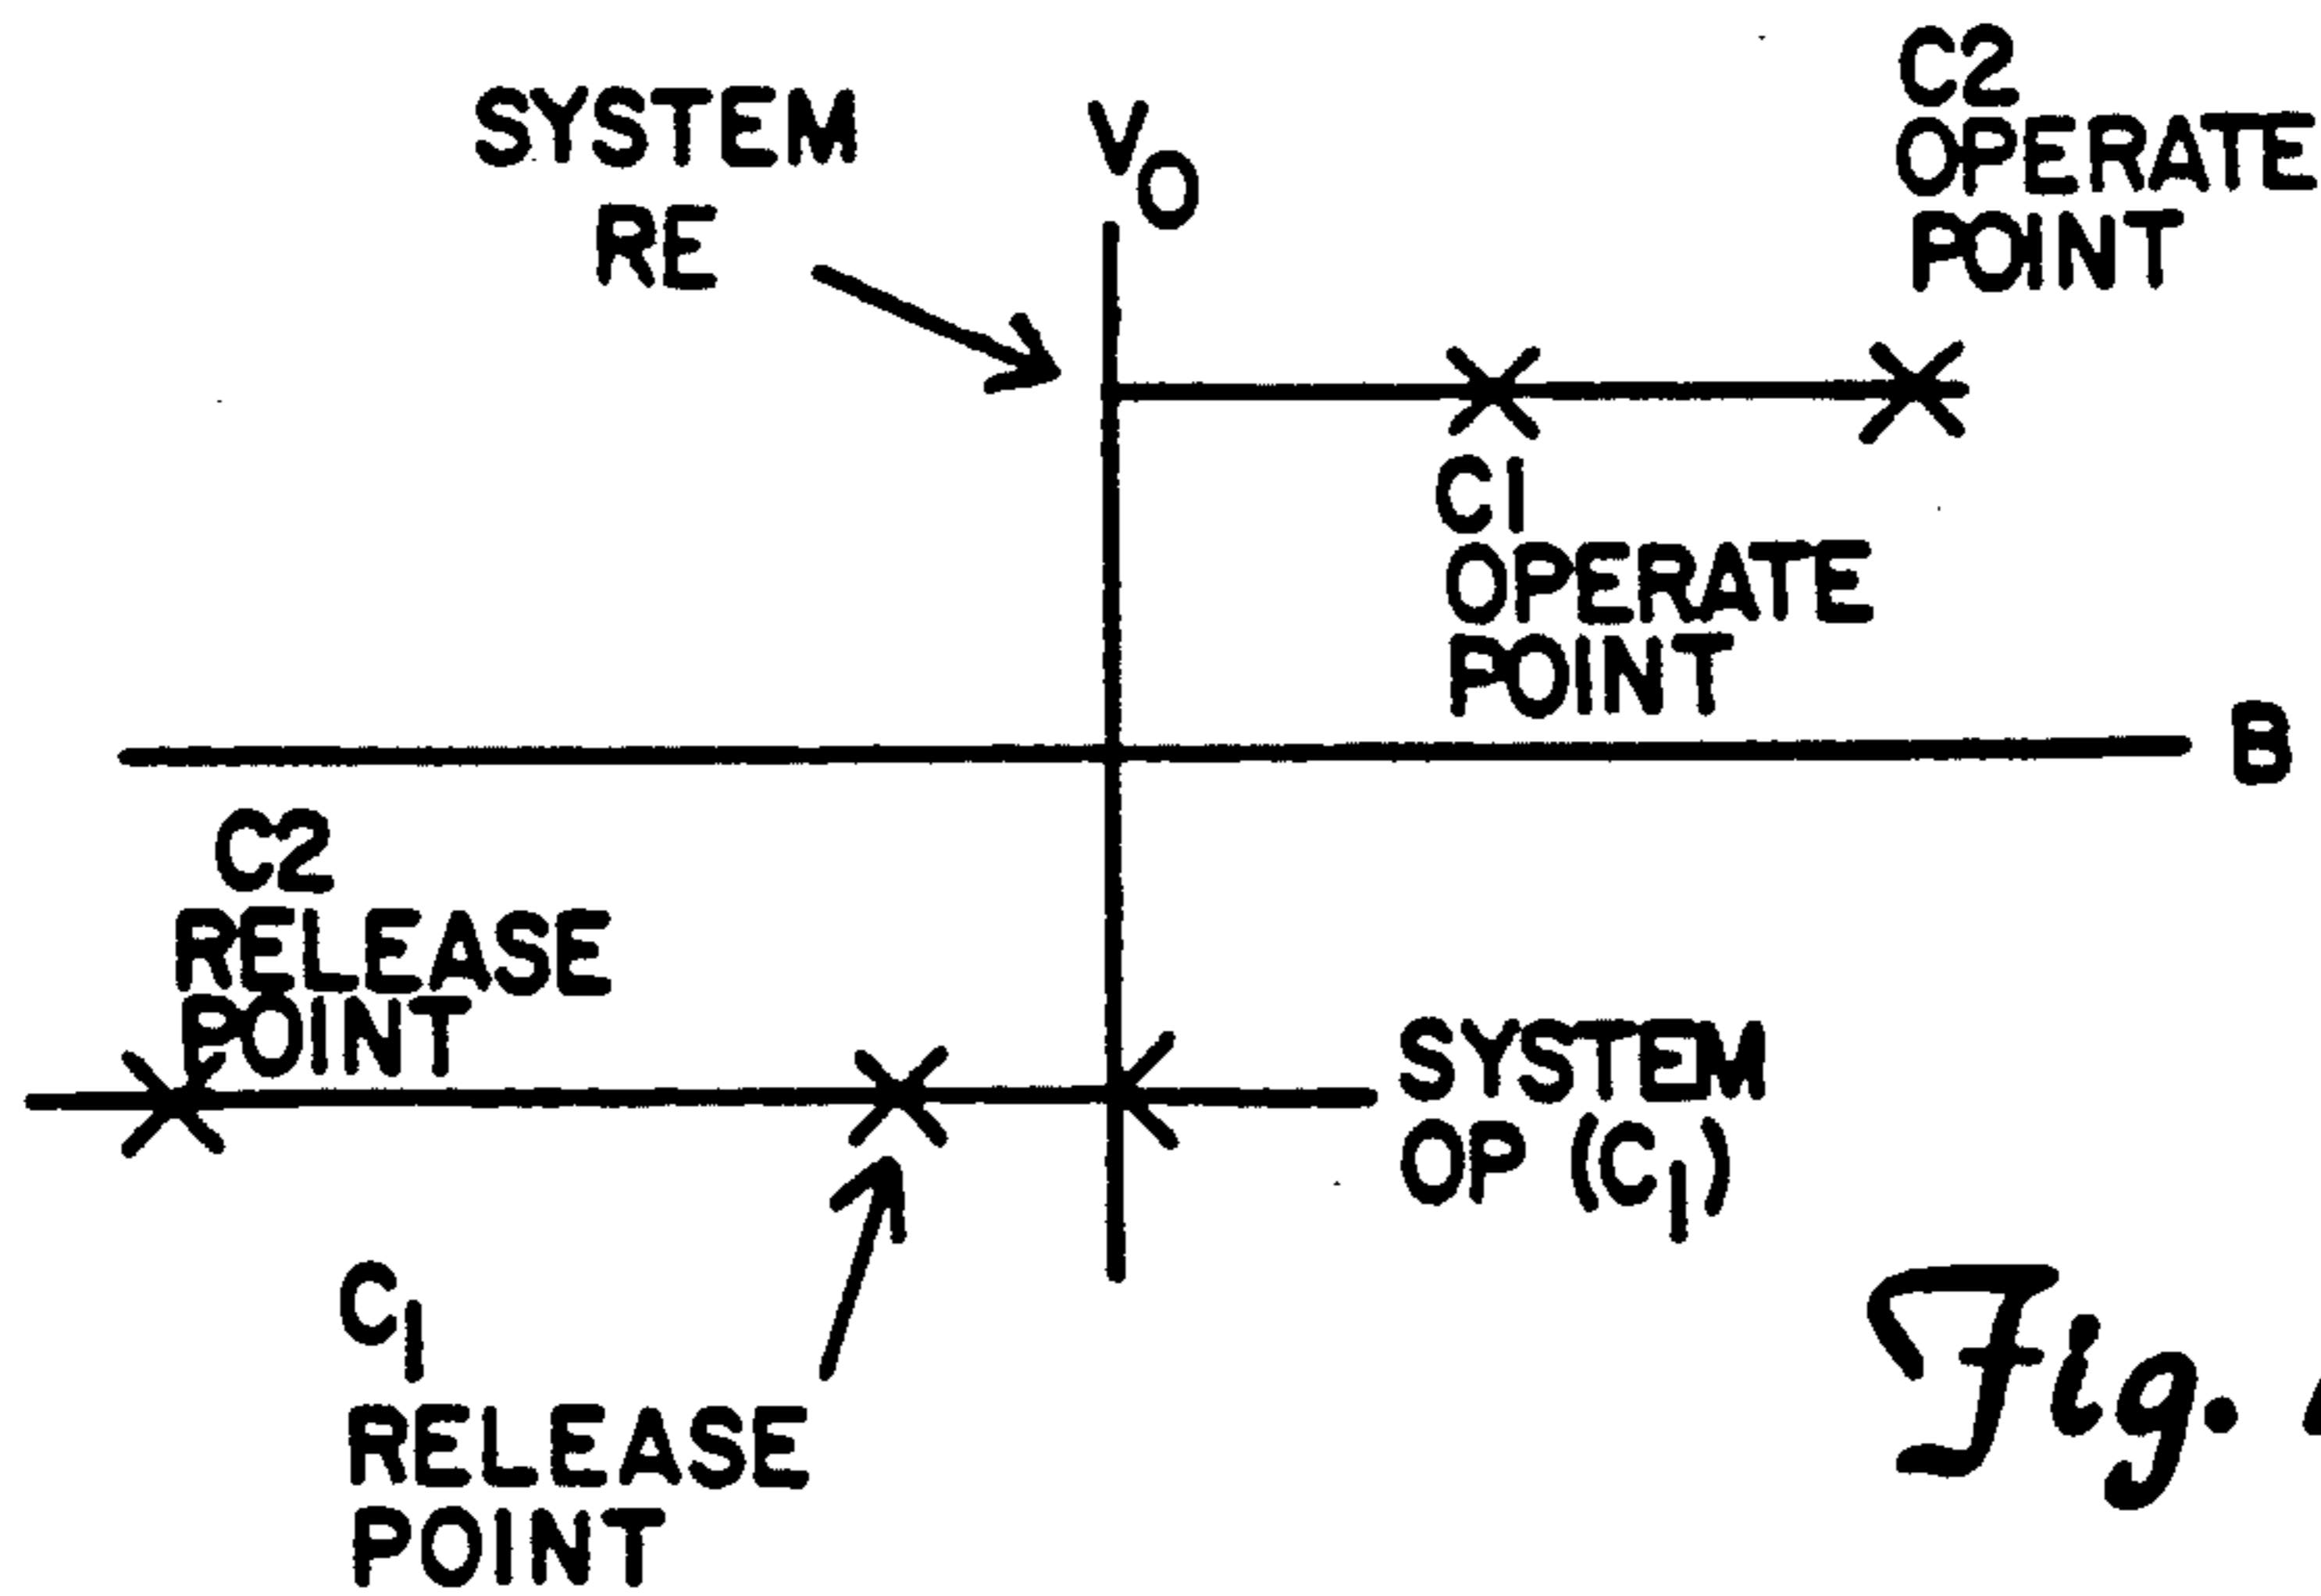 SYSTEM
RE
V₀
C2
OPERATE
POINT
C1
OPERATE
POINT
B
C2
RELEASE
POINT
SYSTEM
OP (C₁)
C₁
RELEASE
POINT
Fig.